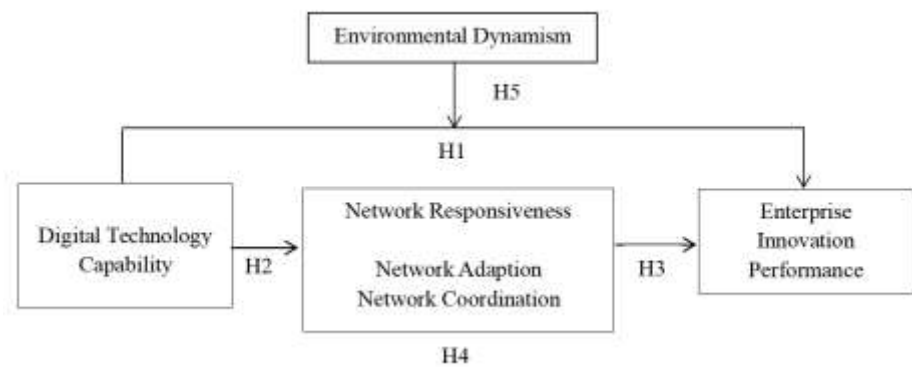 Environmental Dynamism
H5
H1
Digital Technology
Capability
H2
Network Responsiveness
Network Adaption
Network Coordination
H3
Enterprise
Innovation
Performance
H4